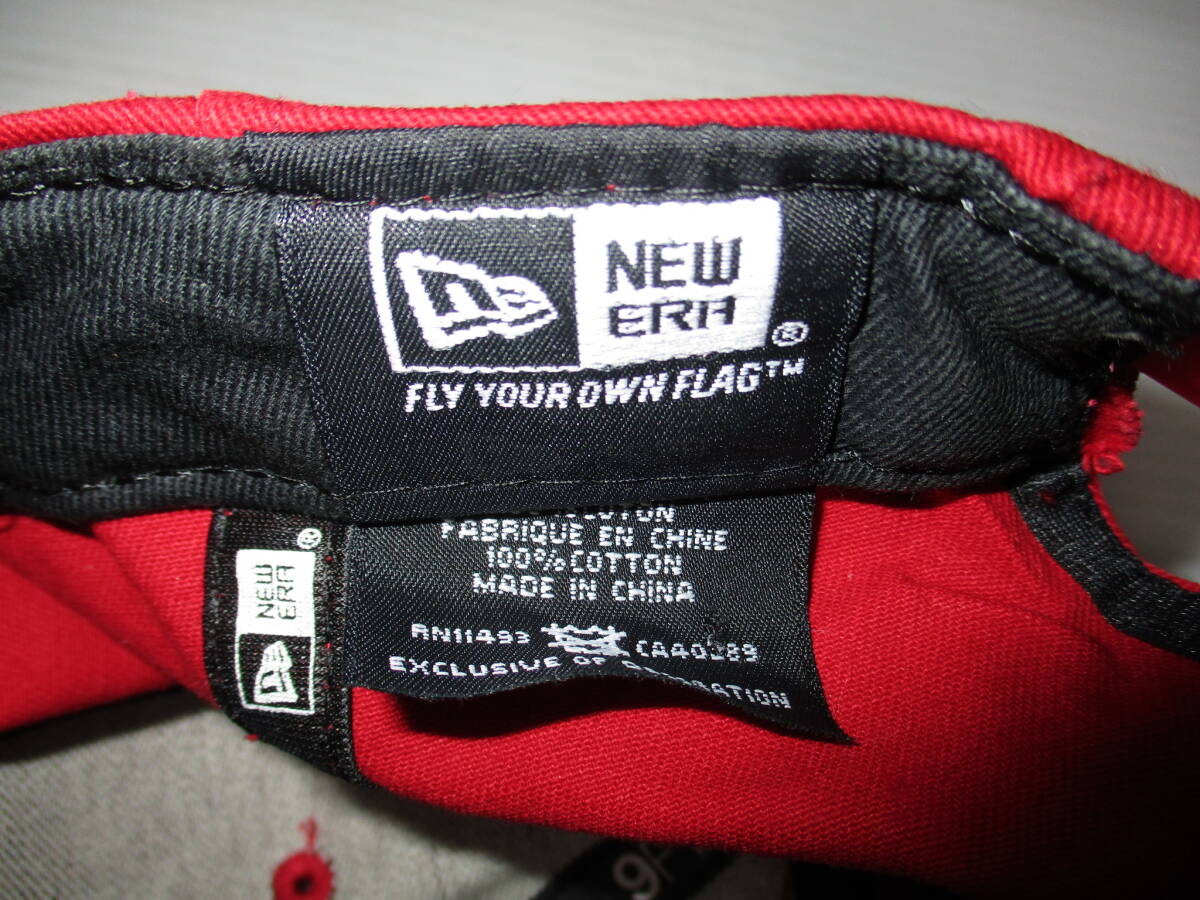 NEW
ERA®
FLY YOUR OWN FLAG™
FABRIQUE EN CHINE
100% COTTON
MADE IN CHINA
RN11493
EXCLUSIVE OF
NEW
ERA®